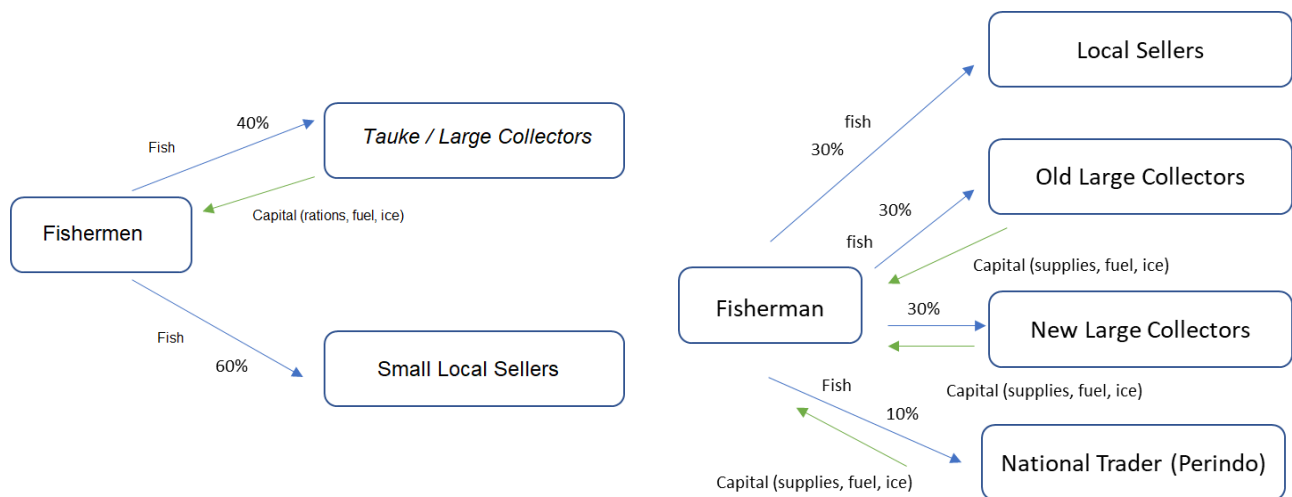 40%
Tauke / Large Collectors
Fish
Capital (rations, fuel, ice)
Fishermen
Fish
60%
Small Local Sellers
Local Sellers
fish
30%
Old Large Collectors
30%
fish
Capital (supplies, fuel, ice)
Fisherman
30%
New Large Collectors
Capital (supplies, fuel, ice)
Fish
10%
National Trader (Perindo)
Capital (supplies, fuel, ice)